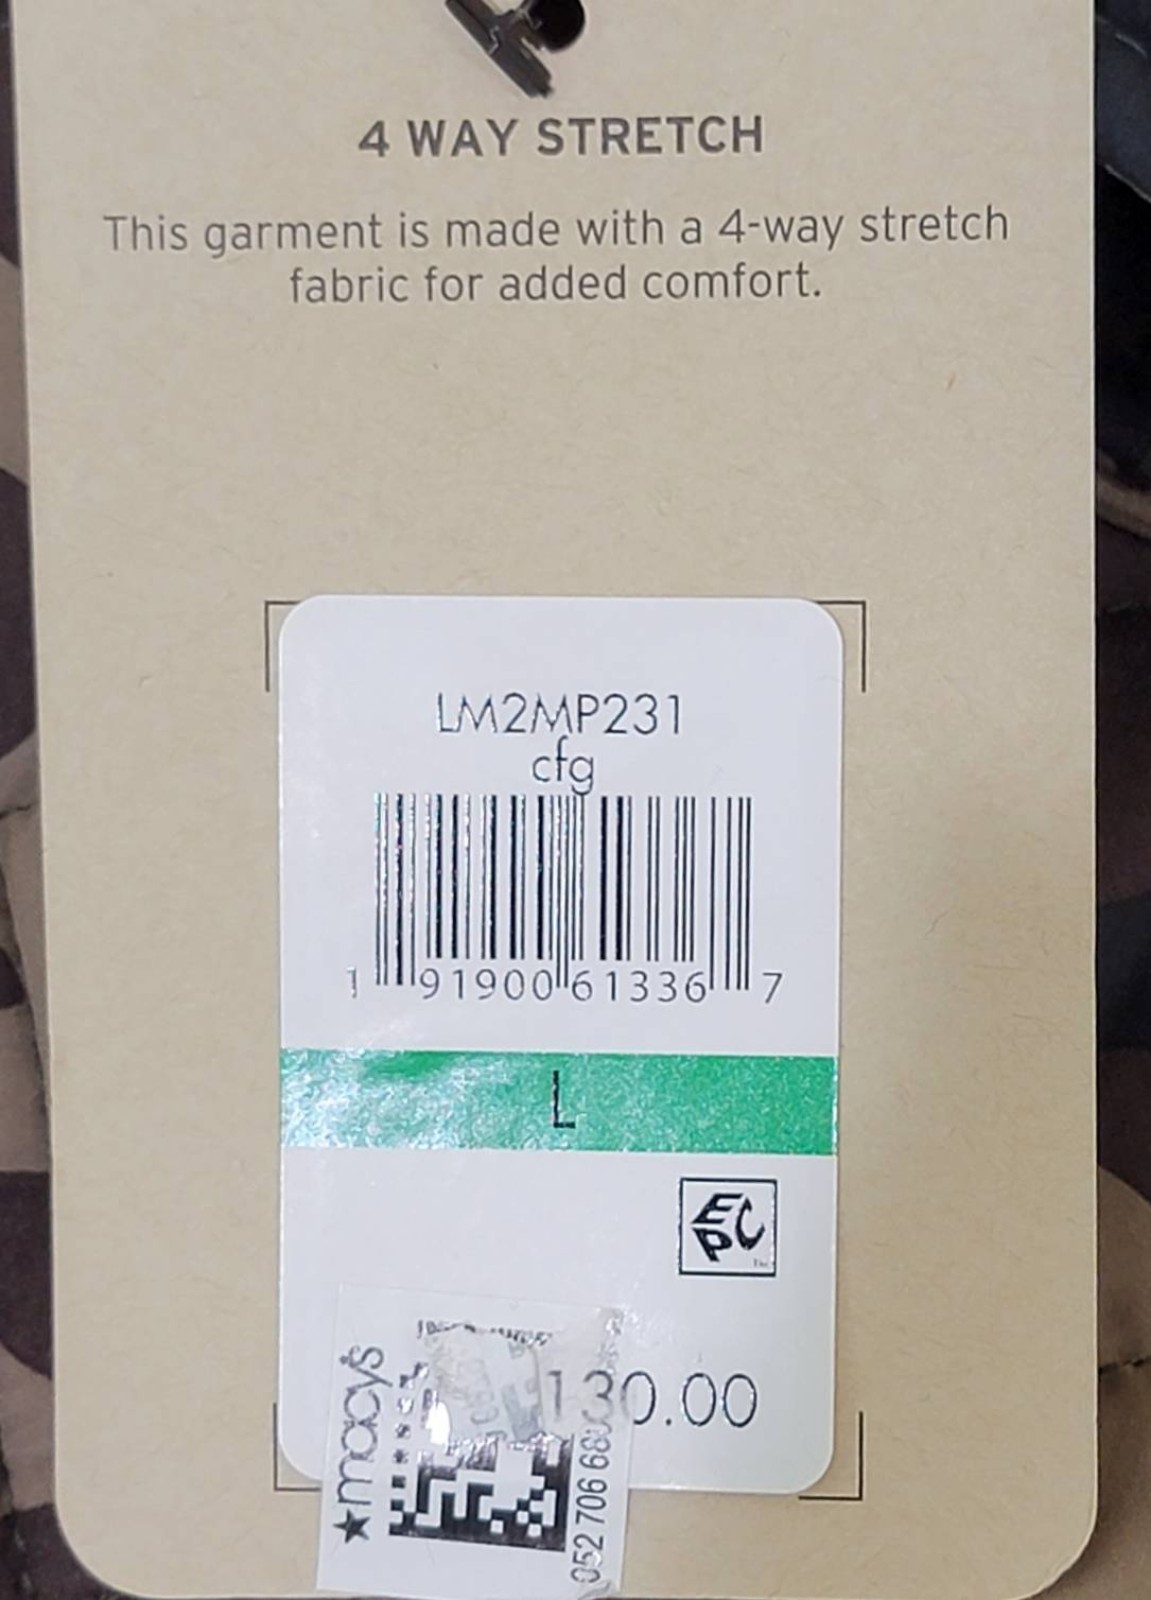 4 WAY STRETCH
This garment is made with a 4-way stretch
fabric for added comfort.
LM2MP231
cfg
1 91900 61336 7
L
EPC
130.00
★macy's
052 706 68